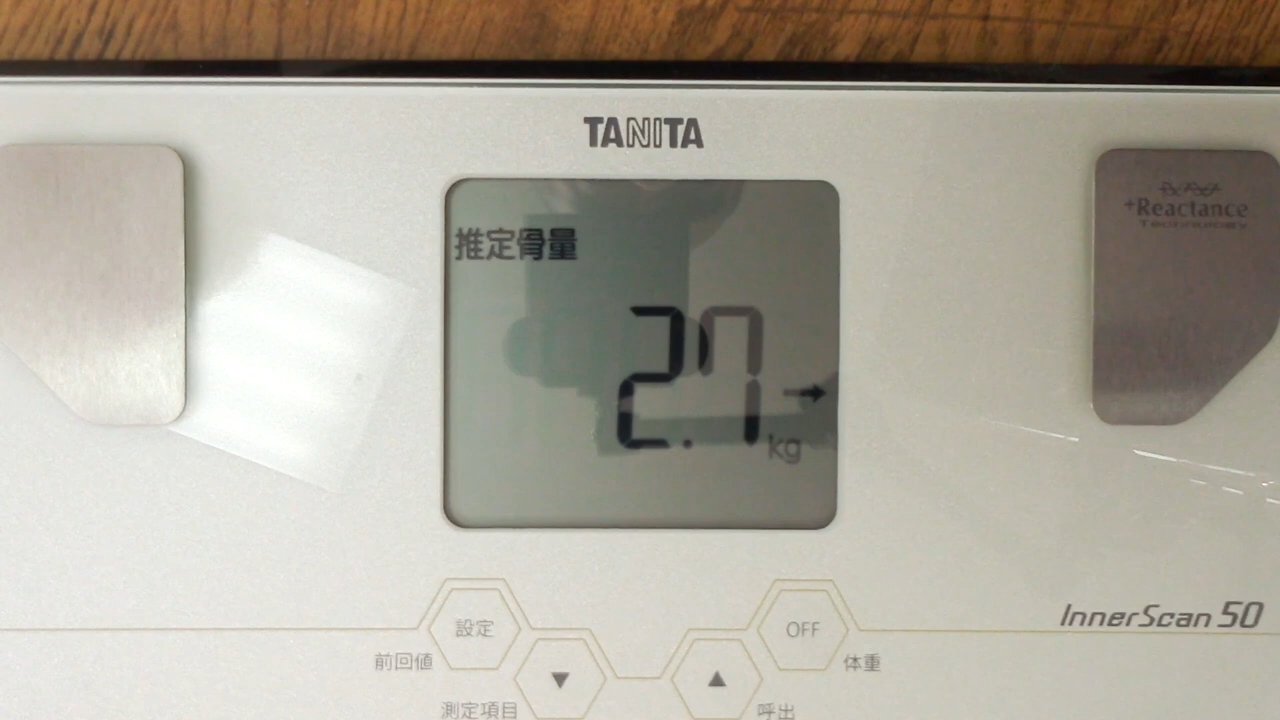 TANITA
+Reactance
Technology
推定骨量
2.7
kg
InnerScan 50
設定
OFF
前回値
体重
測定項目
呼出